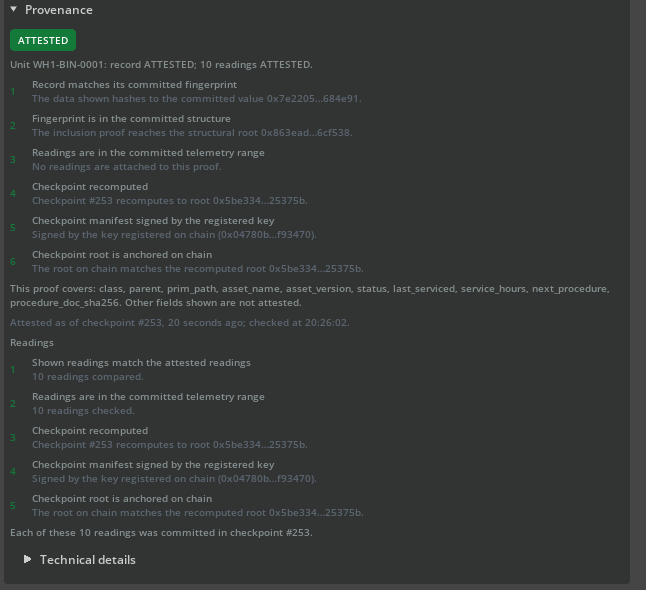 Provenance
ATTESTED
Unit WH1-BIN-0001: record ATTESTED; 10 readings ATTESTED.
1 Record matches its committed fingerprint
The data shown hashes to the committed value 0x7e2205...684e91.
2 Fingerprint is in the committed structure
The inclusion proof reaches the structural root 0x863ead...6cf538.
3 Readings are in the committed telemetry range
No readings are attached to this proof.
4 Checkpoint recomputed
Checkpoint #253 recomputes to root 0x5be334...25375b.
5 Checkpoint manifest signed by the registered key
Signed by the key registered on chain (0x04780b...f93470).
6 Checkpoint root is anchored on chain
The root on chain matches the recomputed root 0x5be334...25375b.
This proof covers: class, parent, prim_path, asset_name, asset_version, status, last_serviced, service_hours, next_procedure,
procedure_doc_sha256. Other fields shown are not attested.
Attested as of checkpoint #253, 20 seconds ago; checked at 20:26:02.
Readings
1 Shown readings match the attested readings
10 readings compared.
2 Readings are in the committed telemetry range
10 readings checked.
3 Checkpoint recomputed
Checkpoint #253 recomputes to root 0x5be334...25375b.
4 Checkpoint manifest signed by the registered key
Signed by the key registered on chain (0x04780b...f93470).
5 Checkpoint root is anchored on chain
The root on chain matches the recomputed root 0x5be334...25375b.
Each of these 10 readings was committed in checkpoint #253.
Technical details